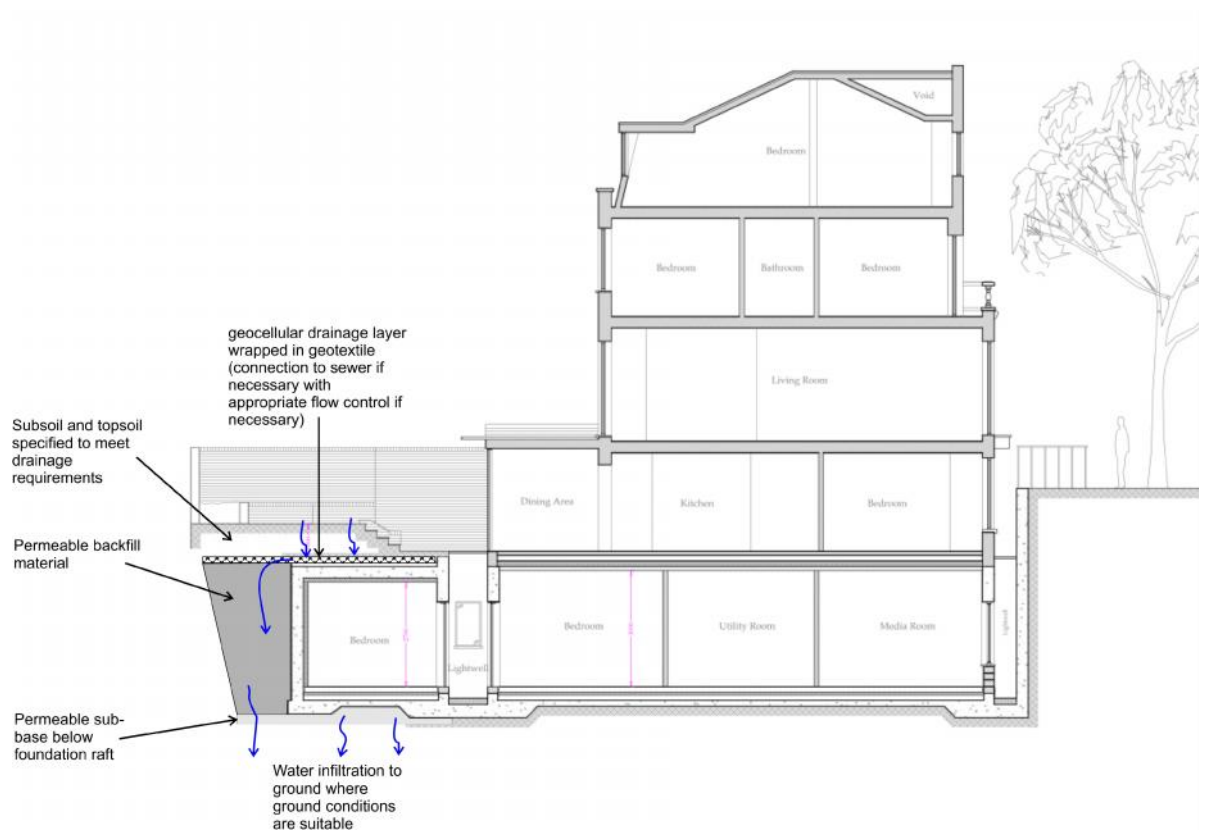 Void
Bedroom
Bedroom
Bathroom
Bedroom
Living Room
geocellular drainage layer
wrapped in geotextile
(connection to sewer if
necessary with
appropriate flow control if
necessary)
Subsoil and topsoil
specified to meet
drainage
requirements
Dining Area
Kitchen
Bedroom
Permeable backfill
material
Bedroom
Lightwell
Bedroom
Utility Room
Media Room
Lightwell
Permeable sub-
base below
foundation raft
Water infiltration to
ground where
ground conditions
are suitable